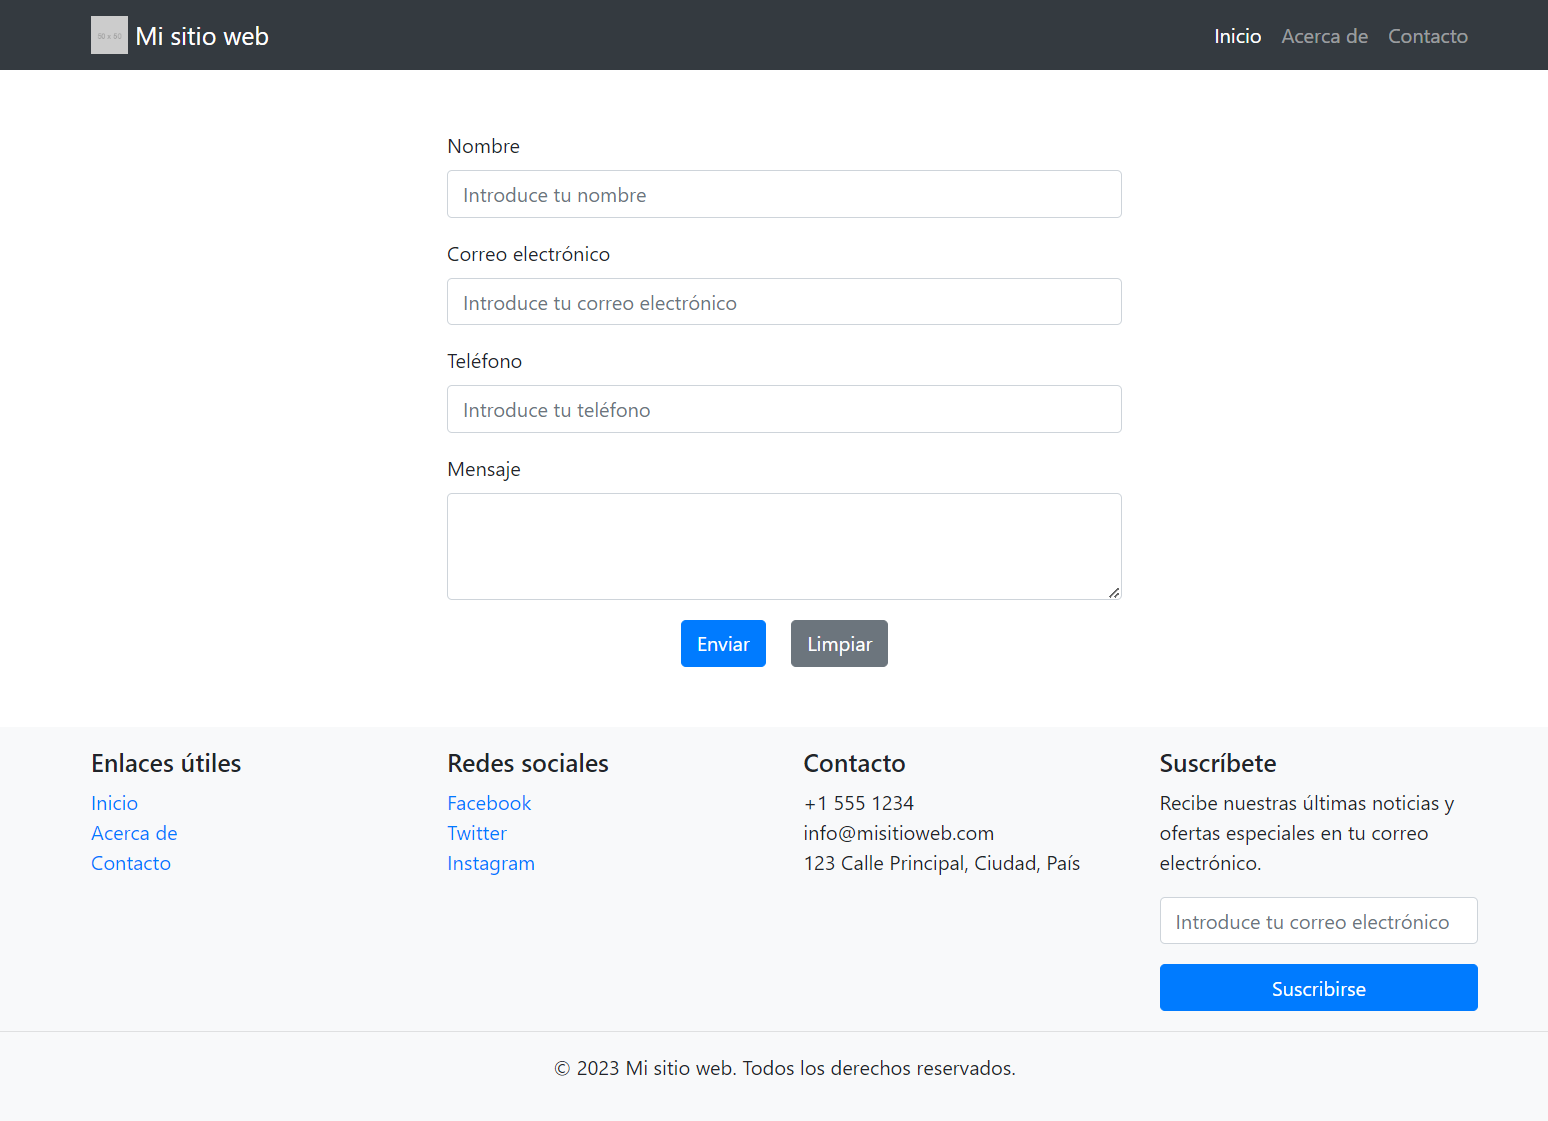 50 x 50
Mi sitio web
Inicio
Acerca de
Contacto
Nombre
Introduce tu nombre
Correo electrónico
Introduce tu correo electrónico
Teléfono
Introduce tu teléfono
Mensaje
Enviar
Limpiar
Enlaces útiles
Inicio
Acerca de
Contacto
Redes sociales
Facebook
Twitter
Instagram
Contacto
+1 555 1234
info@misitioweb.com
123 Calle Principal, Ciudad, País
Suscríbete
Recibe nuestras últimas noticias y
ofertas especiales en tu correo
electrónico.
Introduce tu correo electrónico
Suscribirse
© 2023 Mi sitio web. Todos los derechos reservados.